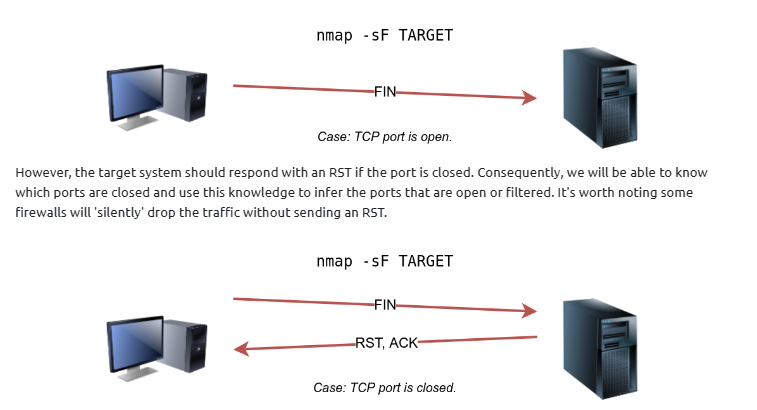 nmap -sF TARGET
FIN
Case: TCP port is open.
However, the target system should respond with an RST if the port is closed. Consequently, we will be able to know
which ports are closed and use this knowledge to infer the ports that are open or filtered. It's worth noting some
firewalls will 'silently' drop the traffic without sending an RST.
nmap -sF TARGET
FIN
RST, ACK
Case: TCP port is closed.